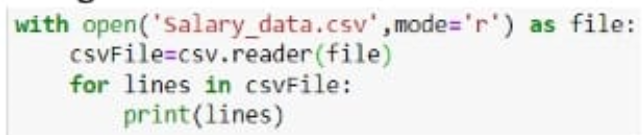 with open('Salary_data.csv',mode='r') as file:
    csvFile=csv.reader(file)
    for lines in csvFile:
        print(lines)